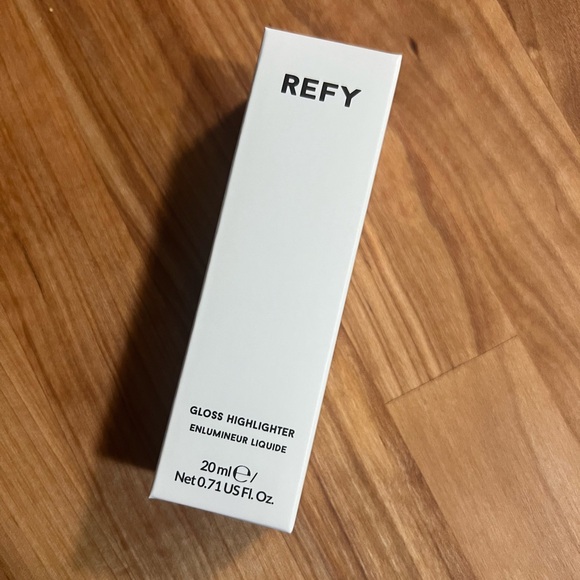 REFY
GLOSS HIGHLIGHTER
ENLUMINEUR LIQUIDE
20 ml ℮ /
Net 0.71 US Fl. Oz.